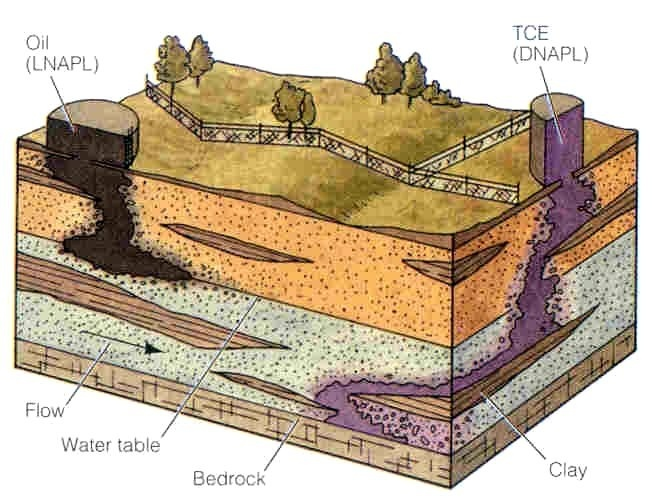 Oil
(LNAPL)
TCE
(DNAPL)
Flow
Water table
Bedrock
Clay